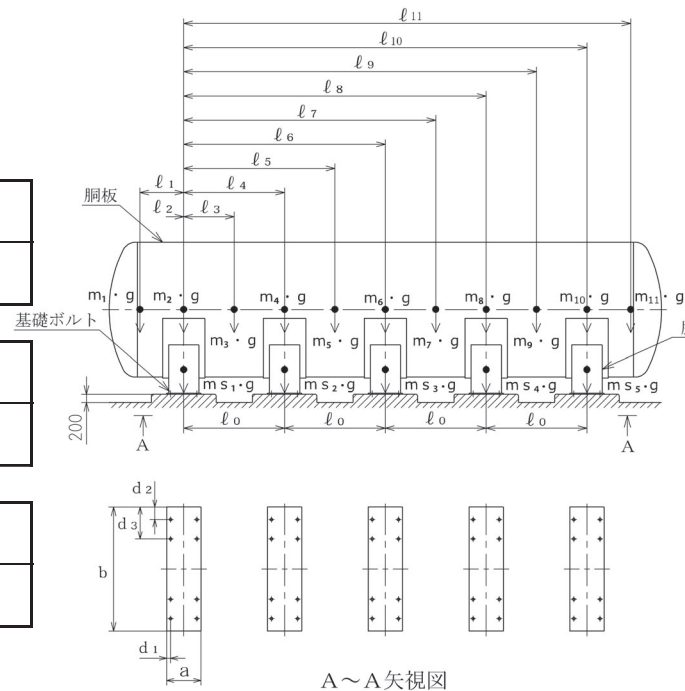 ℓ₁₁
ℓ₁₀
ℓ₉
ℓ₈
ℓ₇
ℓ₆
ℓ₅
ℓ₁ ℓ₄
胴板
ℓ₂ ℓ₃
m₁・g m₂・g m₄・g m₆・g m₈・g m₁₀・g m₁₁・g
基礎ボルト
m₃・g m₅・g m₇・g m₉・g
ms₁・g ms₂・g ms₃・g ms₄・g ms₅・g
200
ℓ₀ ℓ₀ ℓ₀ ℓ₀
A A
d₂
d₃
b
d₁
a
A～A矢視図